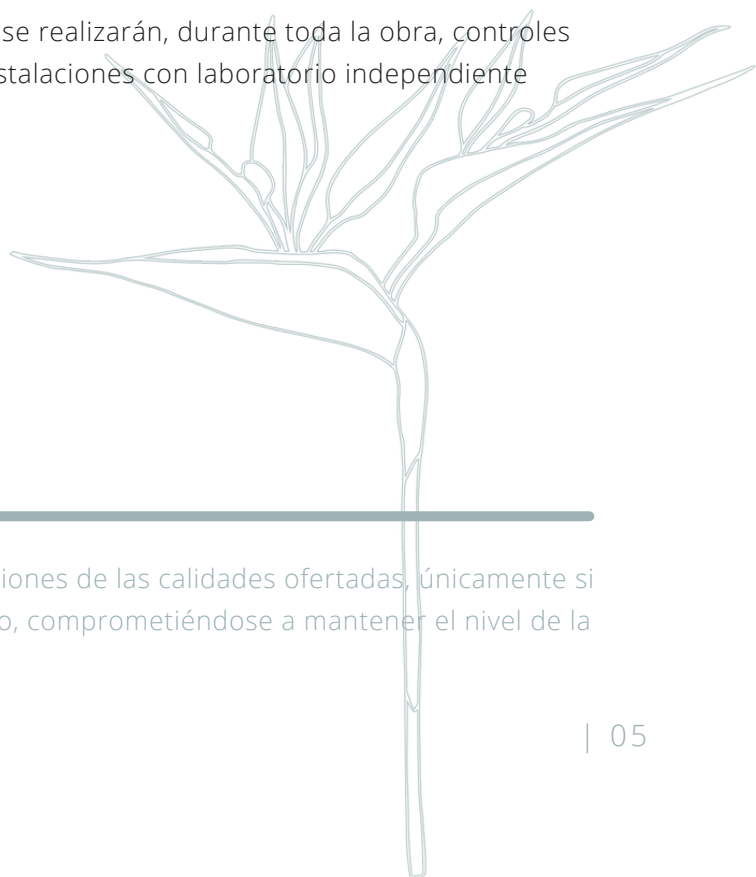 se realizarán, durante toda la obra, controles
stalaciones con laboratorio independiente
iones de las calidades ofertadas, únicamente si
o, comprometiéndose a mantener el nivel de la
| 05